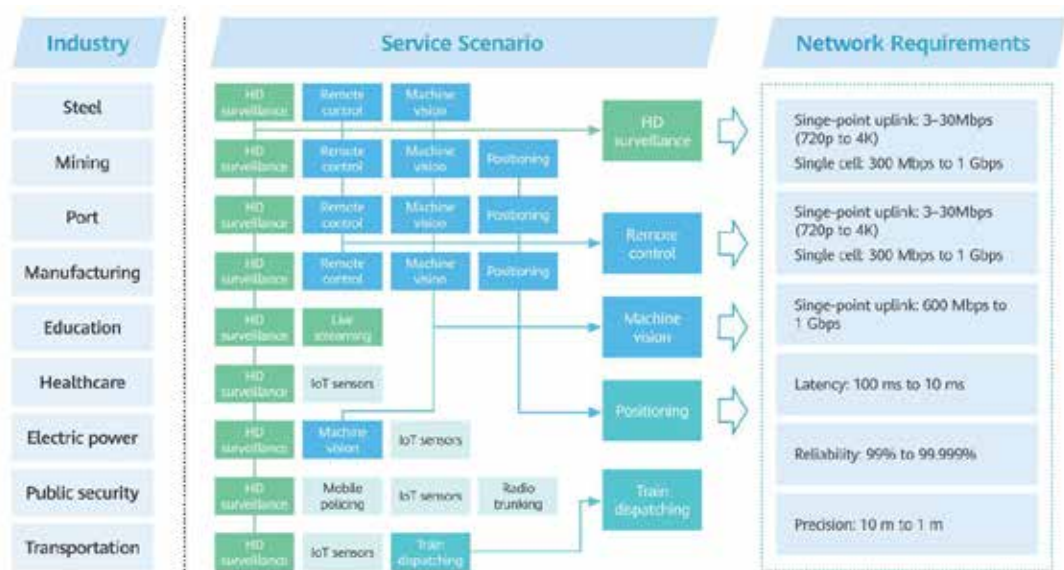 Industry
Service Scenario
Network Requirements
Steel
HD
surveillance
Remote
control
Machine
vision
Mining
HD
surveillance
Remote
control
Machine
vision
Positioning
Port
HD
surveillance
Remote
control
Machine
vision
Positioning
Manufacturing
HD
surveillance
Remote
control
Machine
vision
Positioning
Education
HD
surveillance
Live
streaming
Healthcare
HD
surveillance
IoT sensors
Electric power
HD
surveillance
Machine
vision
IoT sensors
Public security
HD
surveillance
Mobile
policing
IoT sensors
Radio
trunking
Transportation
HD
surveillance
IoT sensors
Train
dispatching
HD
surveillance
Remote
control
Machine
vision
Positioning
Train
dispatching
Singe-point uplink: 3–30Mbps
(720p to 4K)
Single cell: 300 Mbps to 1 Gbps
Singe-point uplink: 3–30Mbps
(720p to 4K)
Single cell: 300 Mbps to 1 Gbps
Singe-point uplink: 600 Mbps to
1 Gbps
Latency: 100 ms to 10 ms
Reliability: 99% to 99.999%
Precision: 10 m to 1 m